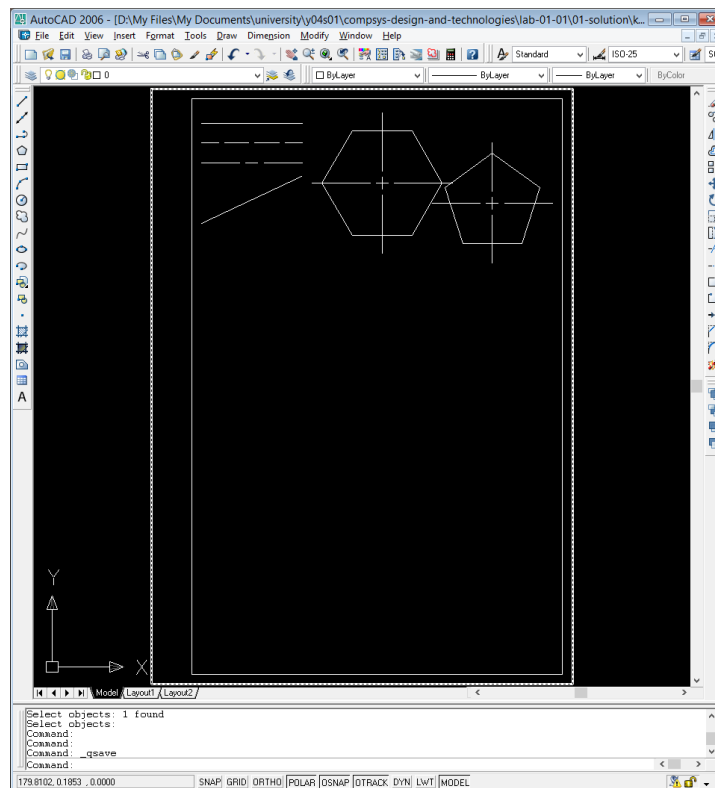 AutoCAD 2006 - [D:\My Files\My Documents\university\y04s01\compsys-design-and-technologies\lab-01-01\01-solution\k...
File Edit View Insert Format Tools Draw Dimension Modify Window Help
Standard ISO-25
0 ByLayer ByLayer ByLayer ByColor
A
Y
X
Model Layout1 Layout2
Select objects: 1 found
Select objects:
Command:
Command:
Command: _qsave
Command:
179.8102, 0.1853 , 0.0000 SNAP GRID ORTHO POLAR OSNAP OTRACK DYN LWT MODEL